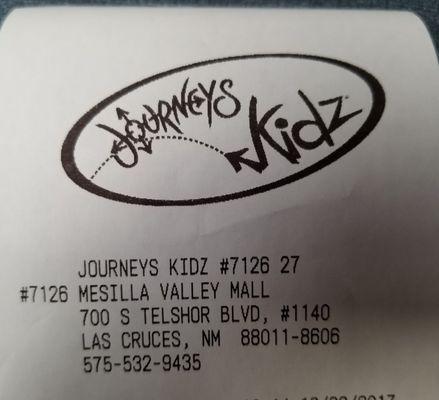 JOURNEYS
Kidz
JOURNEYS KIDZ #7126 27
#7126 MESILLA VALLEY MALL
700 S TELSHOR BLVD, #1140
LAS CRUCES, NM 88011-8606
575-532-9435